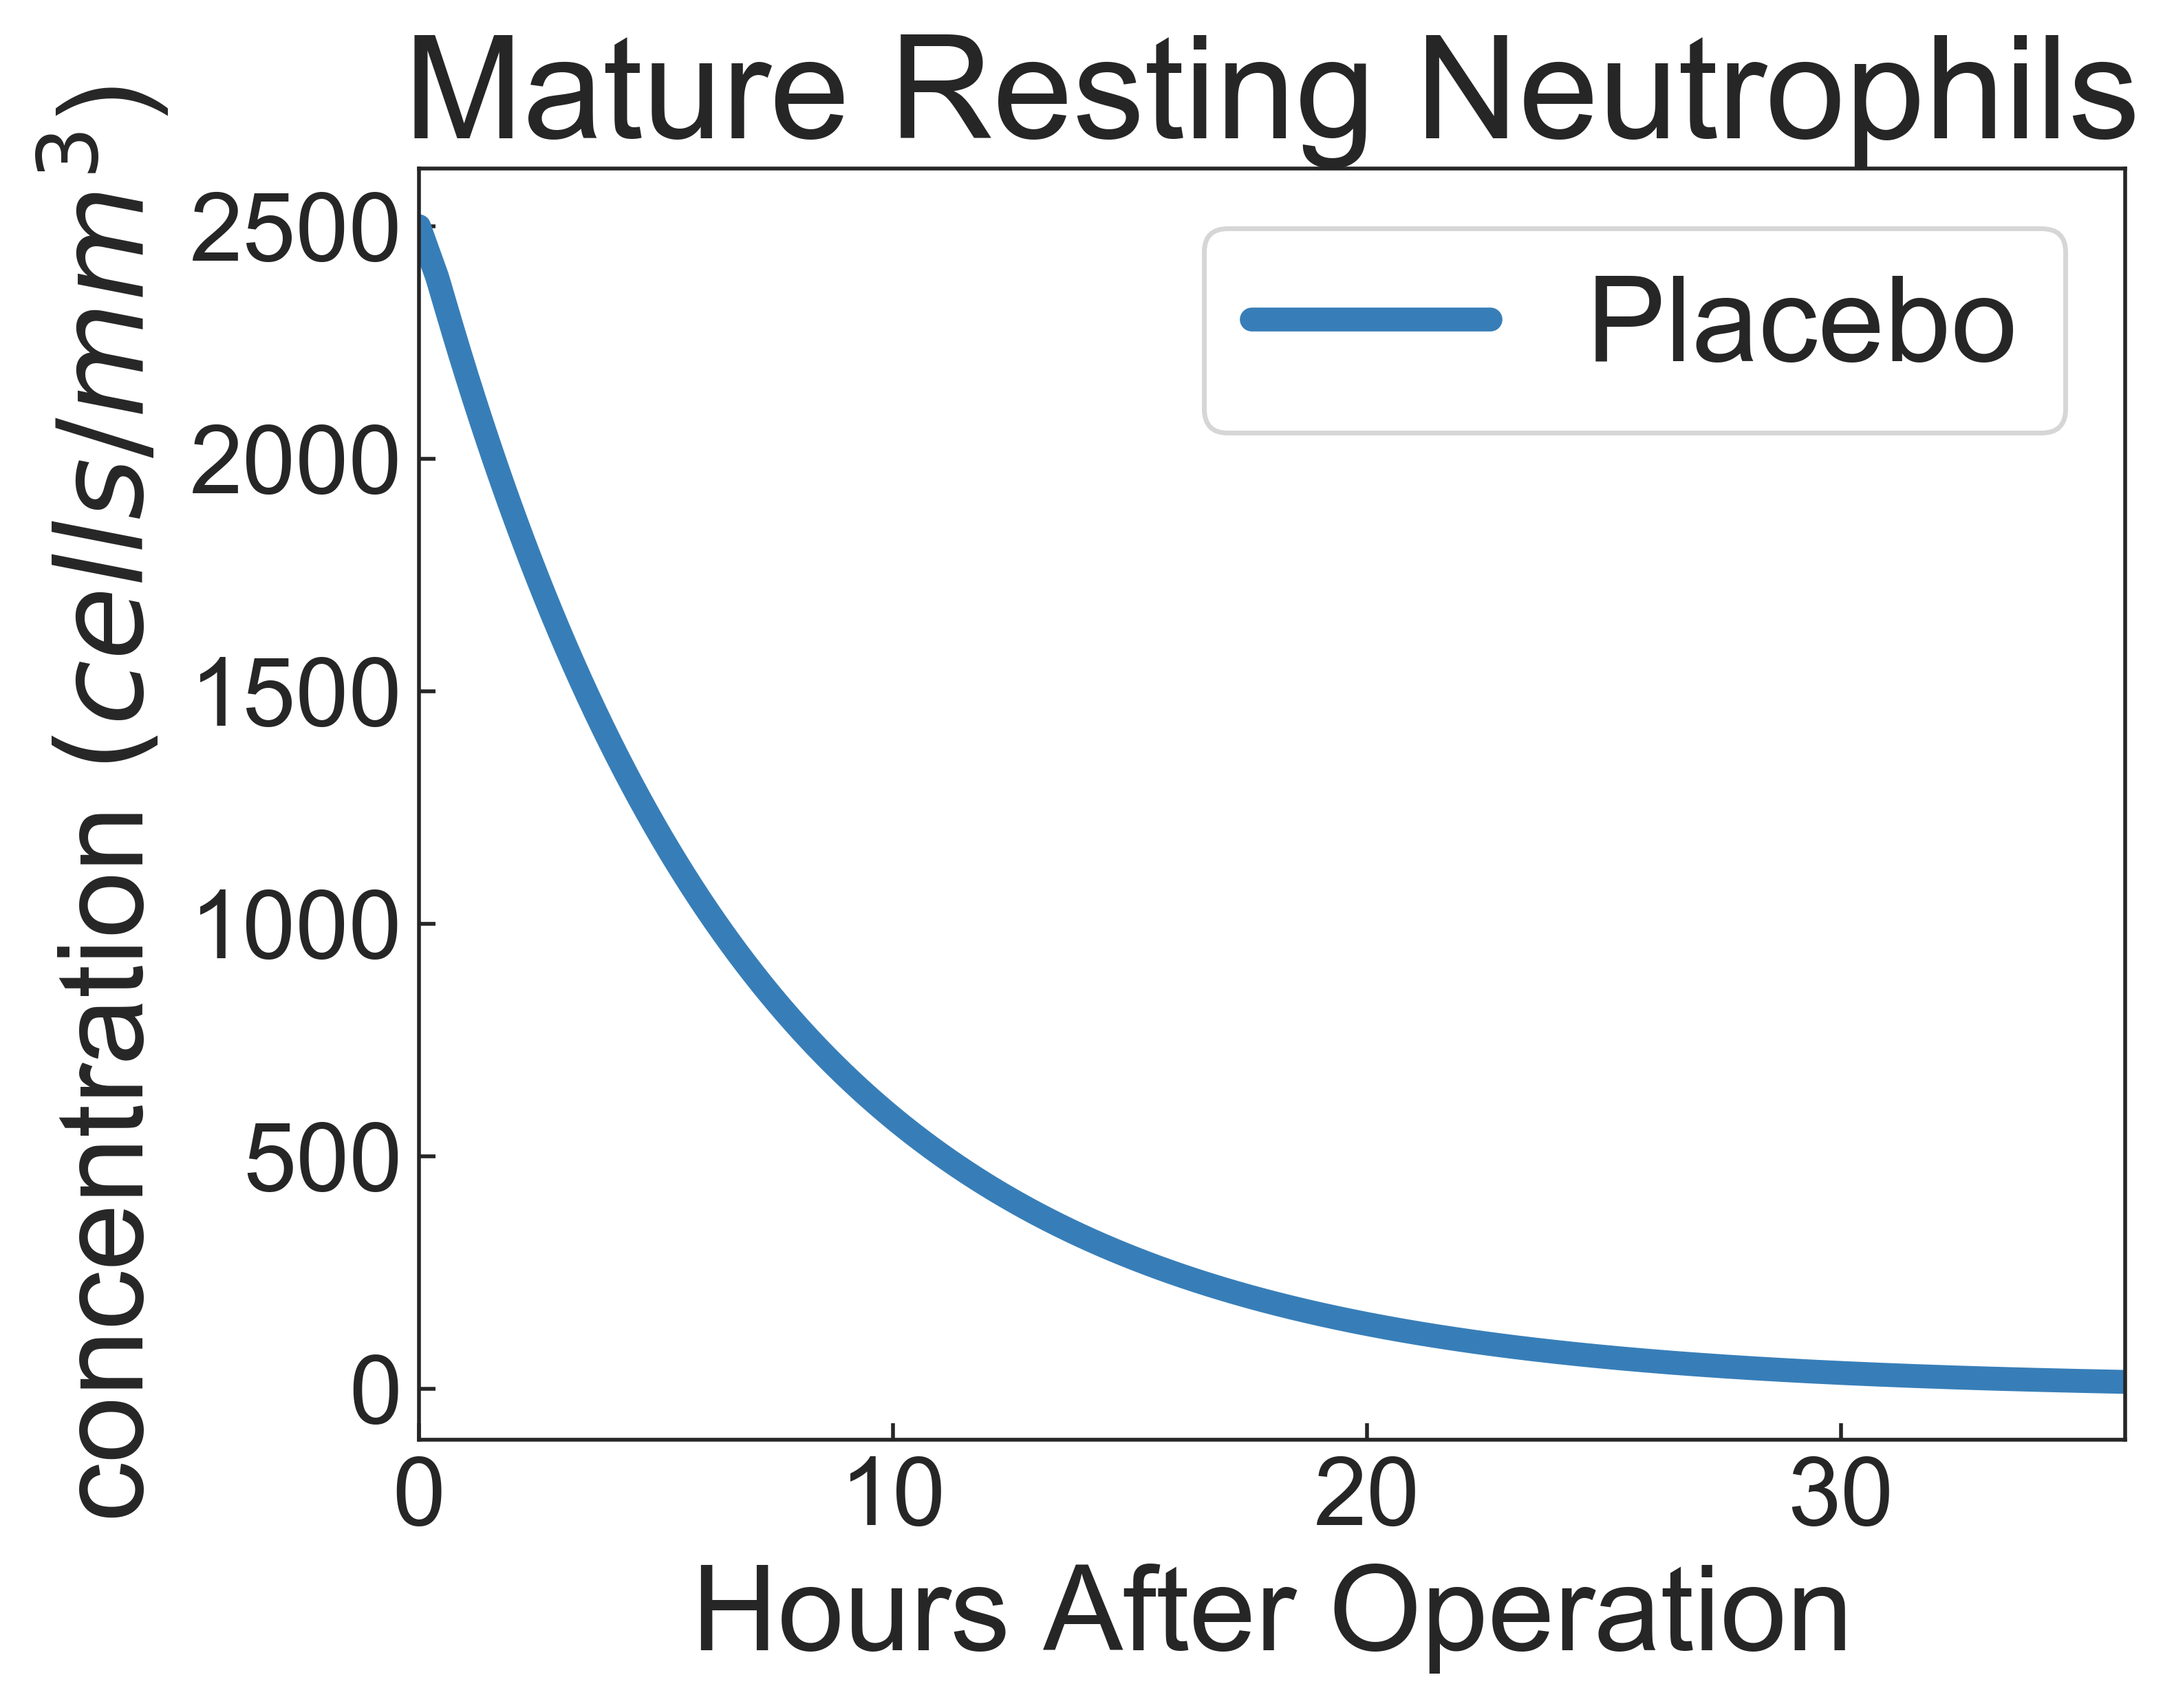 Mature Resting Neutrophils
concentration (cells/mm³)
2500
2000
1500
1000
500
0
Placebo
0 10 20 30
Hours After Operation